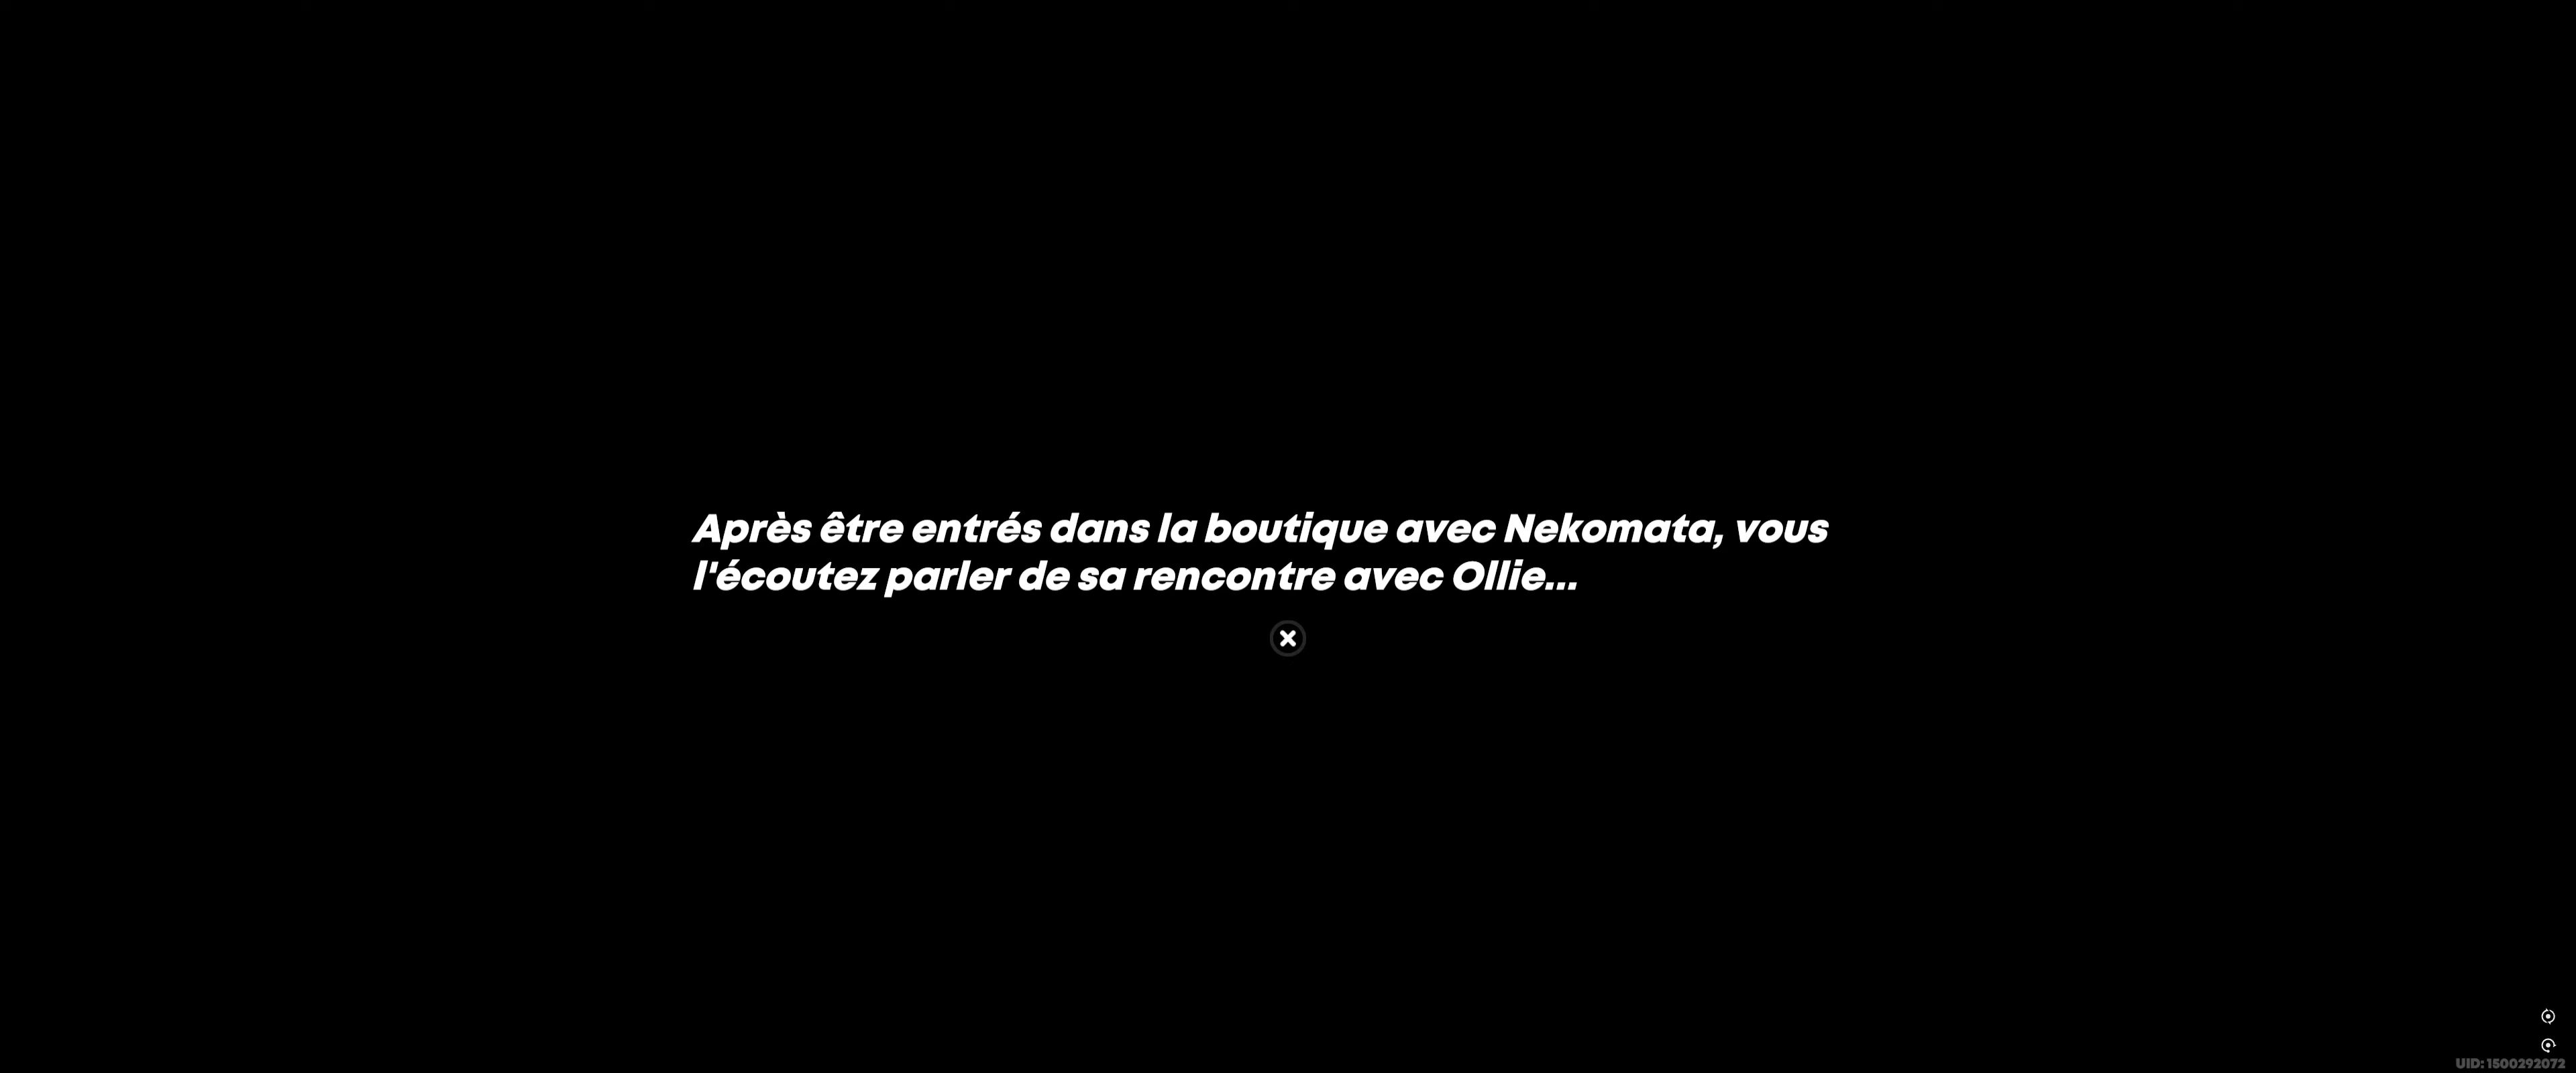 Après être entrés dans la boutique avec Nekomata, vous
l'écoutez parler de sa rencontre avec Ollie...
UID: 1500292072